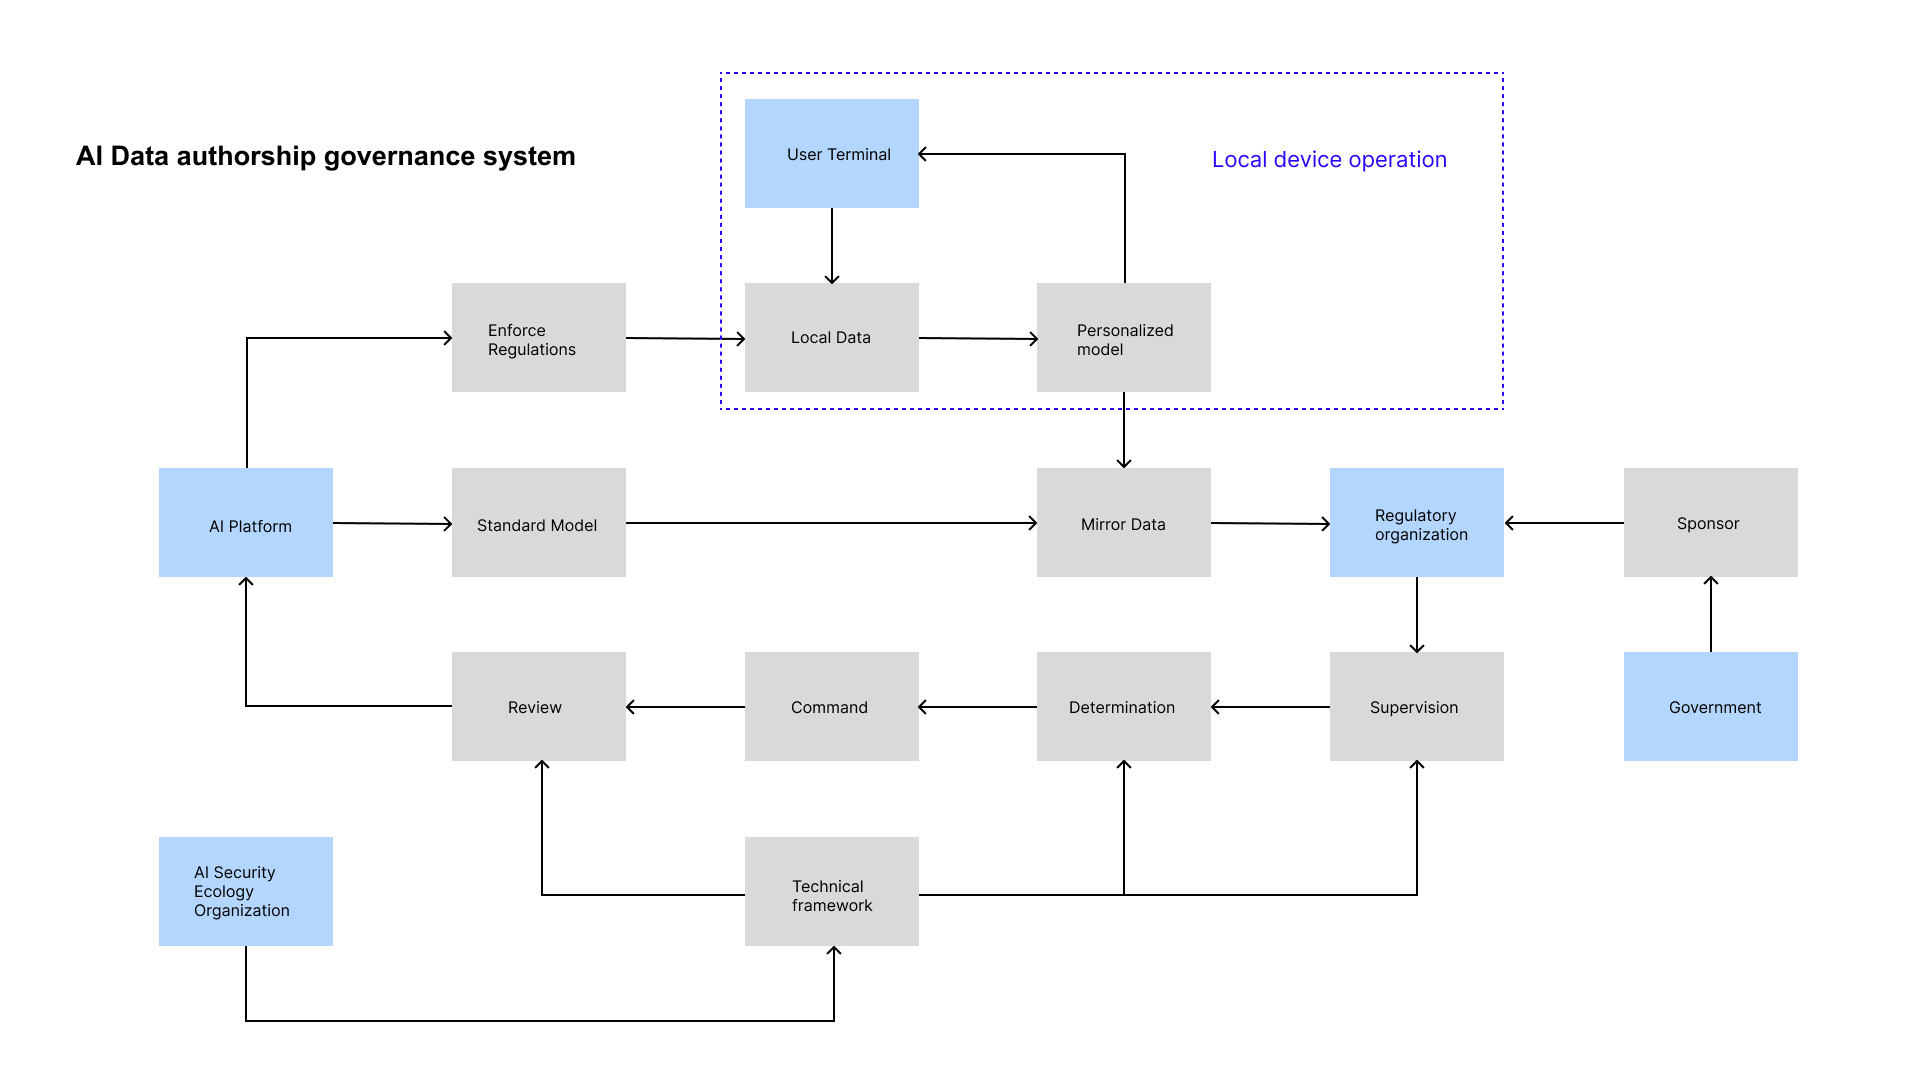 AI Data authorship governance system
User Terminal
Local device operation
Enforce
Regulations
Local Data
Personalized
model
AI Platform
Standard Model
Mirror Data
Regulatory
organization
Sponsor
Review
Command
Determination
Supervision
Government
AI Security
Ecology
Organization
Technical
framework